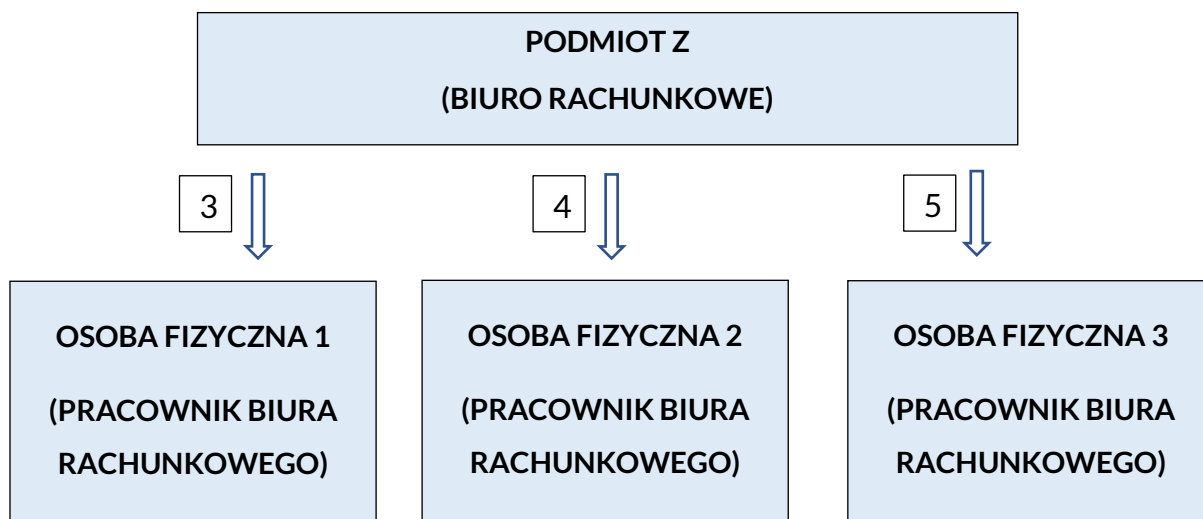 PODMIOT Z
(BIURO RACHUNKOWE)
3
4
5
OSOBA FIZYCZNA 1
(PRACOWNIK BIURA
RACHUNKOWEGO)
OSOBA FIZYCZNA 2
(PRACOWNIK BIURA
RACHUNKOWEGO)
OSOBA FIZYCZNA 3
(PRACOWNIK BIURA
RACHUNKOWEGO)